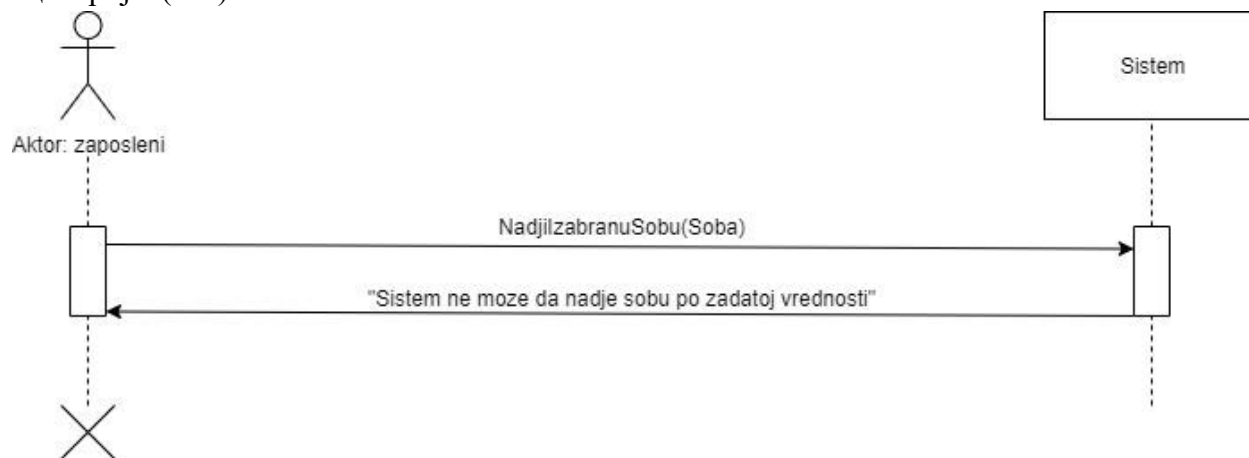 Sistem
Aktor: zaposleni
NadjiIzabranuSobu(Soba)
"Sistem ne moze da nadje sobu po zadatoj vrednosti"